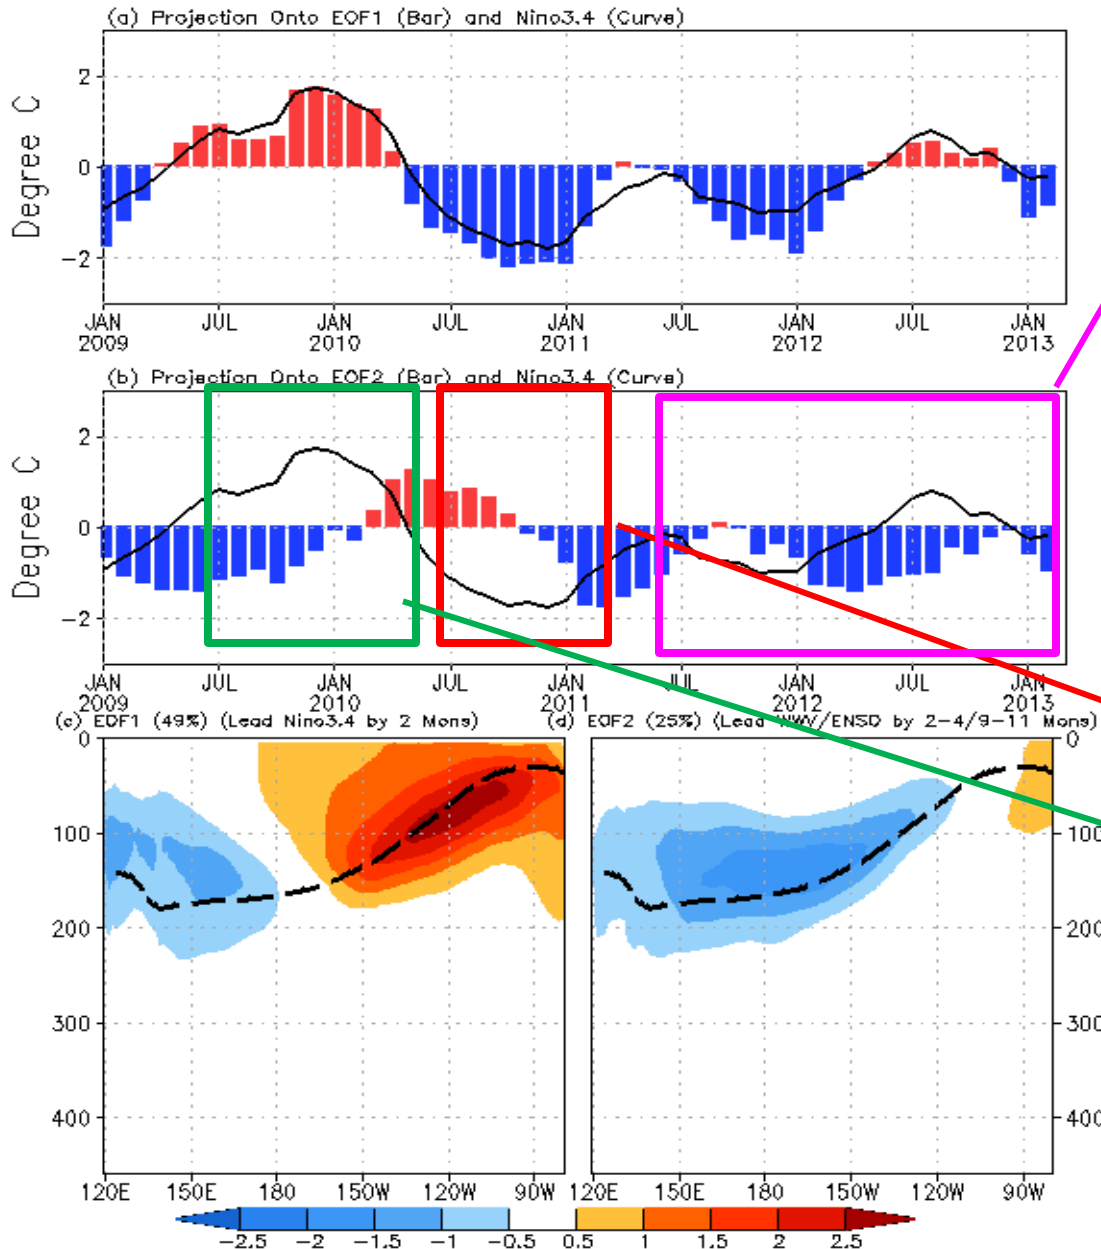 (a) Projection Onto EOF1 (Bar) and Nino3.4 (Curve)
Degree C
2
0
-2
JAN JUL JAN JUL JAN JUL JAN JUL JAN
2009 2010 2011 2012 2013
(b) Projection Onto EOF2 (Bar) and Nino3.4 (Curve)
Degree C
2
0
-2
JAN JUL JAN JUL JAN JUL JAN JUL JAN
2009 2010 2011 2012 2013
(c) EOF1 (49%) (Lead Nino3.4 by 2 Mons)
(d) EOF2 (25%) (Lead WWV/ENSO by 2-4/9-11 Mons)
0 0
100 100
200 200
300 300
400 400
120E 150E 180 150W 120W 90W
120E 150E 180 150W 120W 90W
-2.5 -2 -1.5 -1 -0.5 0.5 1 1.5 2 2.5